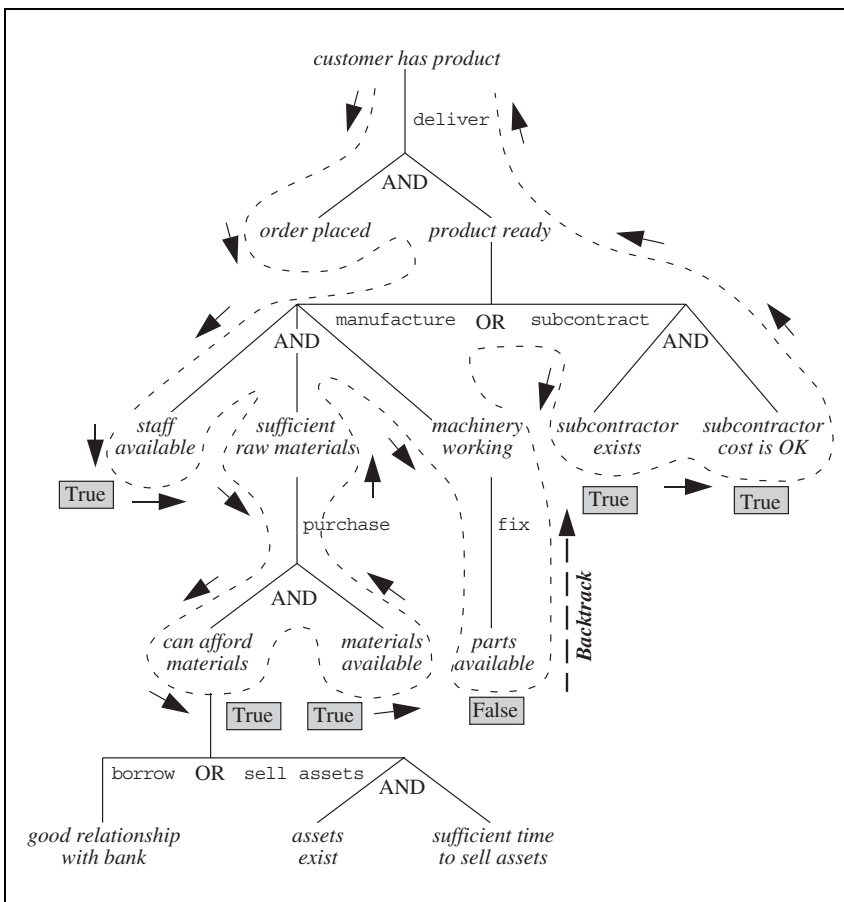 customer has product
deliver
AND
order placed
product ready
manufacture OR subcontract
AND
AND
staff
available
sufficient
raw materials
machinery
working
subcontractor
exists
subcontractor
cost is OK
True
True
True
purchase
fix
Backtrack
AND
can afford
materials
materials
available
parts
available
True
True
False
borrow OR sell assets
AND
good relationship
with bank
assets
exist
sufficient time
to sell assets